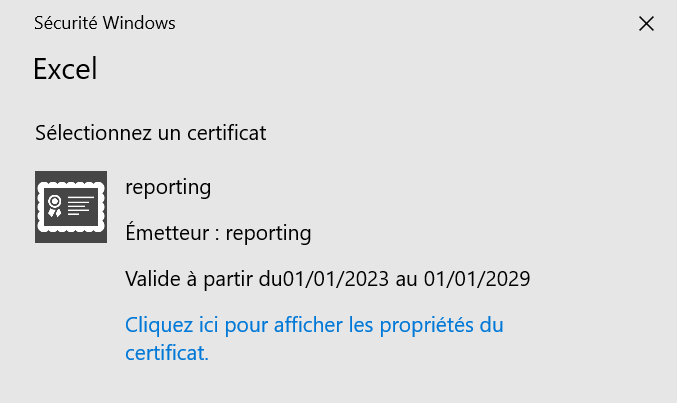 Sécurité Windows
Excel
Sélectionnez un certificat
reporting
Émetteur : reporting
Valide à partir du01/01/2023 au 01/01/2029
Cliquez ici pour afficher les propriétés du
certificat.